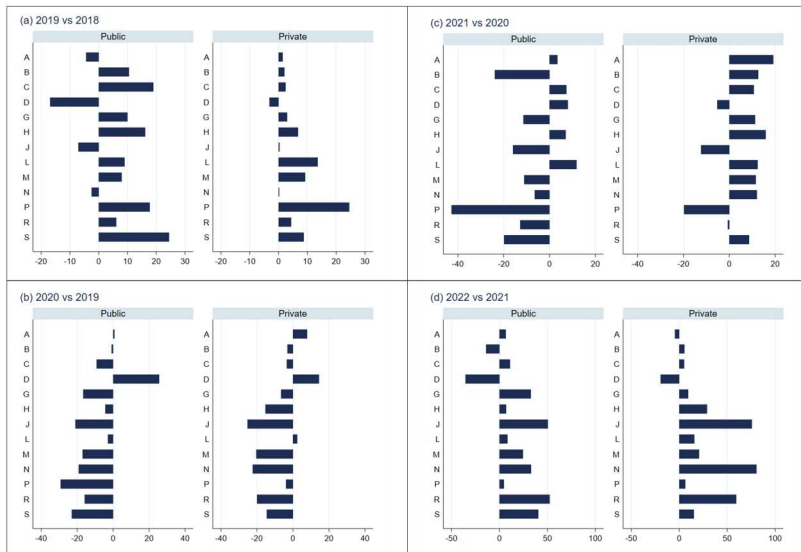 (a) 2019 vs 2018
Public
Private
A
B
C
D
G
H
J
L
M
N
P
R
S
-20 -10 0 10 20 30
A
B
C
D
G
H
J
L
M
N
P
R
S
-20 -10 0 10 20 30
(c) 2021 vs 2020
Public
Private
A
B
C
D
G
H
J
L
M
N
P
R
S
-40 -20 0 20
A
B
C
D
G
H
J
L
M
N
P
R
S
-40 -20 0 20
(b) 2020 vs 2019
Public
Private
A
B
C
D
G
H
J
L
M
N
P
R
S
-40 -20 0 20 40
A
B
C
D
G
H
J
L
M
N
P
R
S
-40 -20 0 20 40
(d) 2022 vs 2021
Public
Private
A
B
C
D
G
H
J
L
M
N
P
R
S
-50 0 50 100
A
B
C
D
G
H
J
L
M
N
P
R
S
-50 0 50 100